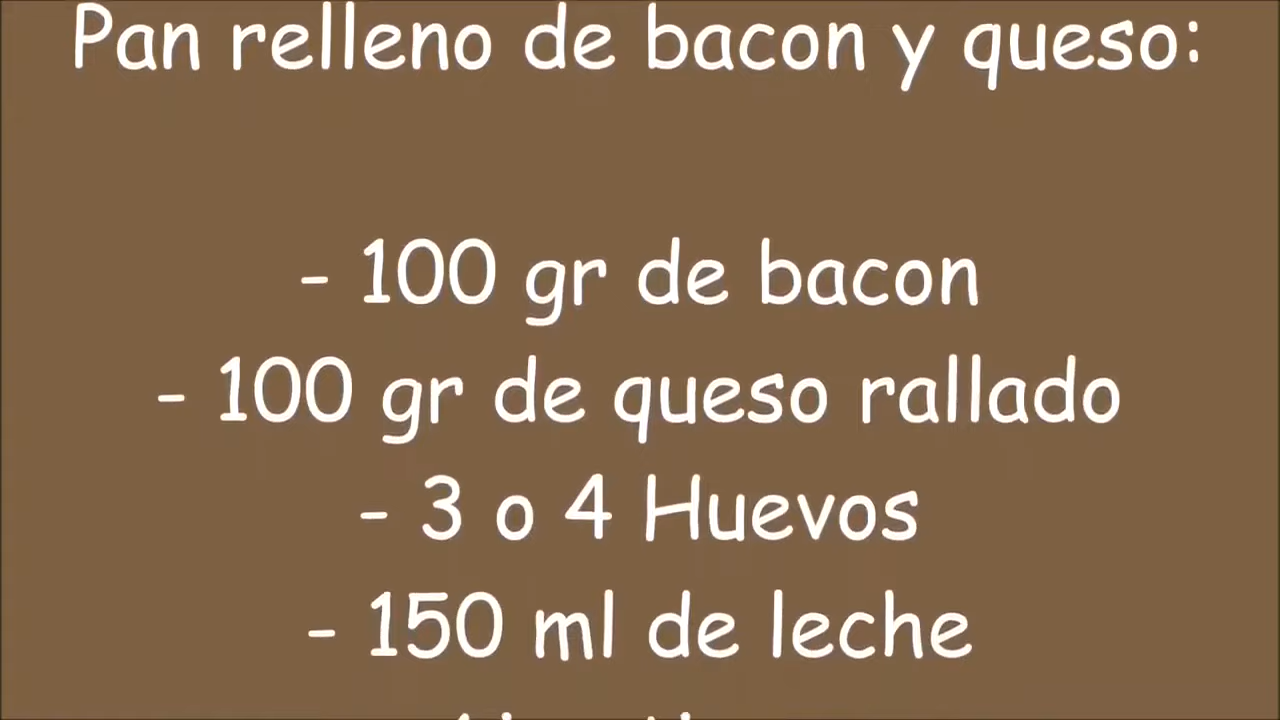 Pan relleno de bacon y queso:
- 100 gr de bacon
- 100 gr de queso rallado
- 3 o 4 Huevos
- 150 ml de leche